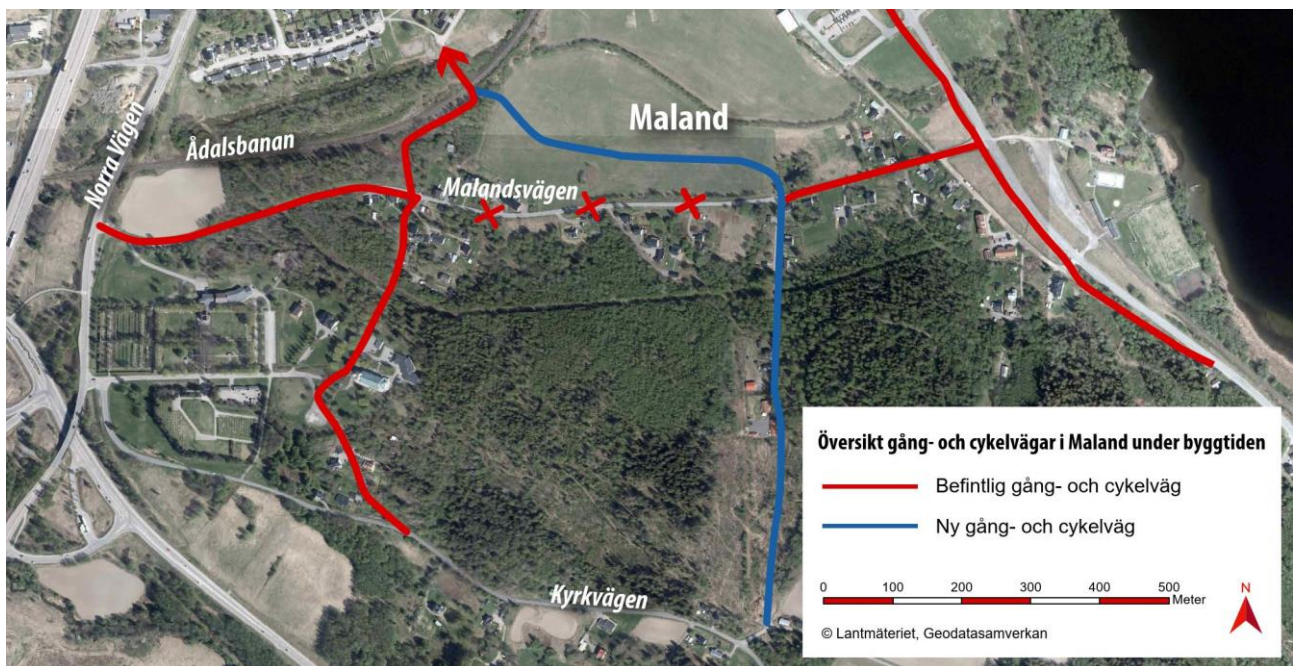 Maland
Norra Vägen
Ådalsbanan
Malandsvägen
Kyrkvägen
Översikt gång- och cykelvägar i Maland under byggtiden
Befintlig gång- och cykelväg
Ny gång- och cykelväg
0 100 200 300 400 500
Meter
N
© Lantmäteriet, Geodatasamverkan